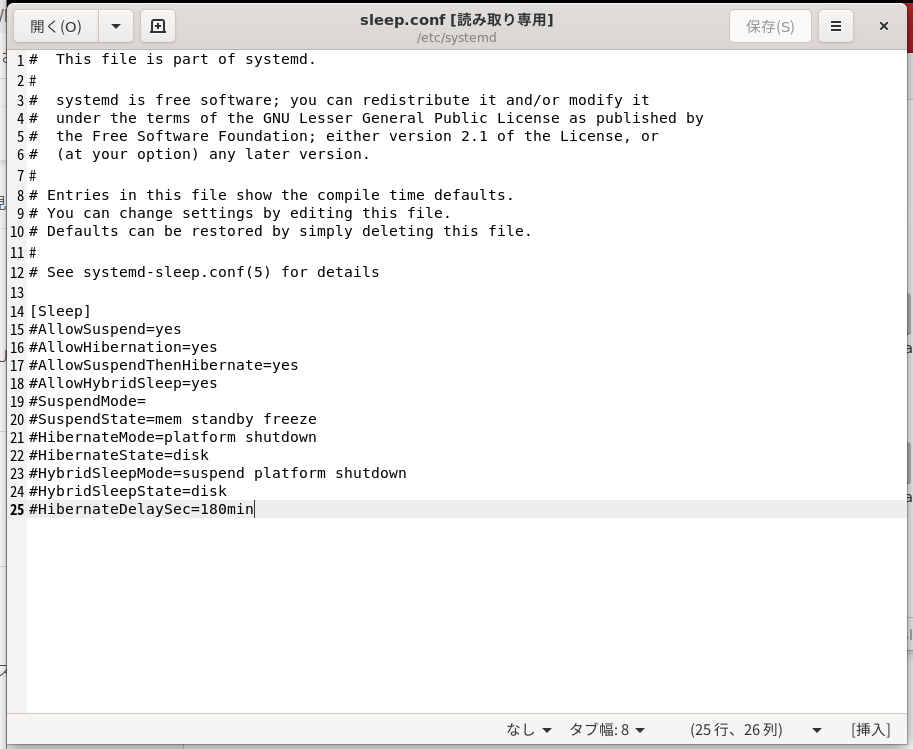 開く(O)
sleep.conf [読み取り専用]
/etc/systemd
保存(S)
1 #  This file is part of systemd.
2 #
3 #  systemd is free software; you can redistribute it and/or modify it
4 #  under the terms of the GNU Lesser General Public License as published by
5 #  the Free Software Foundation; either version 2.1 of the License, or
6 #  (at your option) any later version.
7 #
8 # Entries in this file show the compile time defaults.
9 # You can change settings by editing this file.
10 # Defaults can be restored by simply deleting this file.
11 #
12 # See systemd-sleep.conf(5) for details
13
14 [Sleep]
15 #AllowSuspend=yes
16 #AllowHibernation=yes
17 #AllowSuspendThenHibernate=yes
18 #AllowHybridSleep=yes
19 #SuspendMode=
20 #SuspendState=mem standby freeze
21 #HibernateMode=platform shutdown
22 #HibernateState=disk
23 #HybridSleepMode=suspend platform shutdown
24 #HybridSleepState=disk
25 #HibernateDelaySec=180min
なし タブ幅: 8 (25 行、26 列) [挿入]